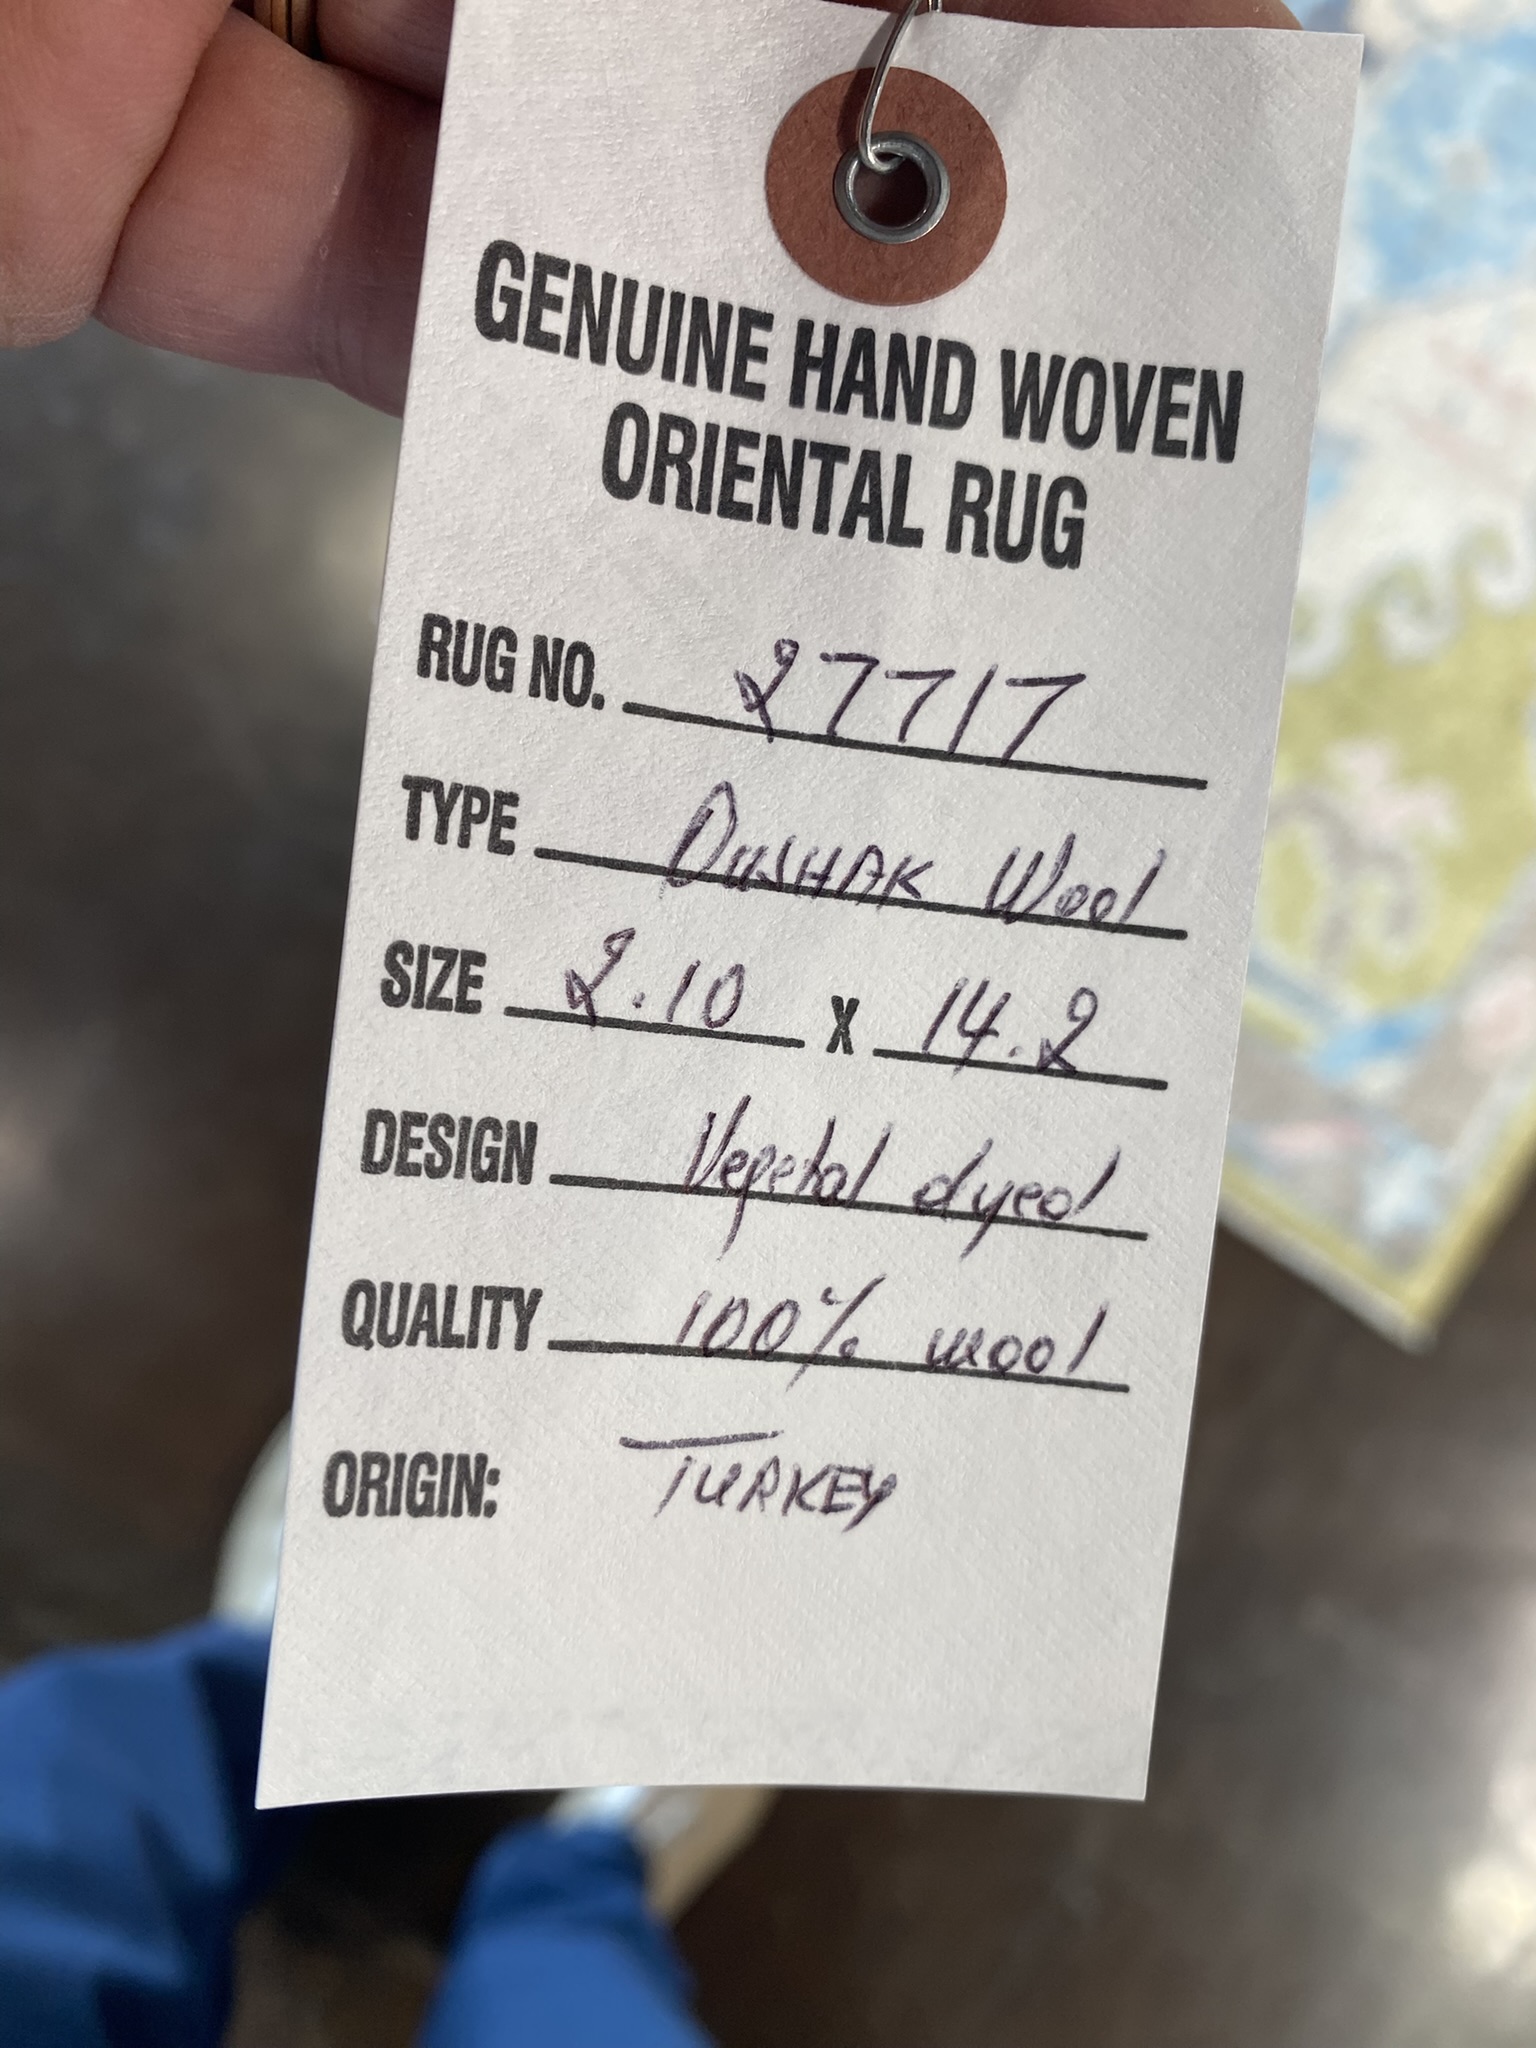 GENUINE HAND WOVEN
ORIENTAL RUG
RUG NO. 27717
TYPE OUSHAK Wool
SIZE 2.10 X 14.2
DESIGN Vegetal dyed
QUALITY 100% wool
ORIGIN: TURKEY